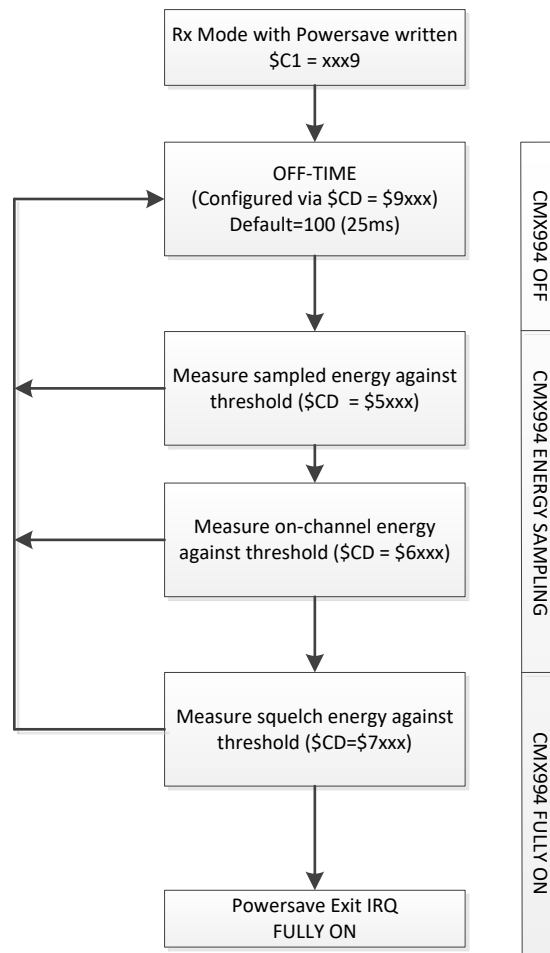 Rx Mode with Powersave written
$C1 = xxx9
OFF-TIME
(Configured via $CD = $9xxx)
Default=100 (25ms)
Measure sampled energy against
threshold ($CD = $5xxx)
Measure on-channel energy
against threshold ($CD = $6xxx)
Measure squelch energy against
threshold ($CD=$7xxx)
Powersave Exit IRQ
FULLY ON
CMX994 OFF
CMX994 ENERGY SAMPLING
CMX994 FULLY ON